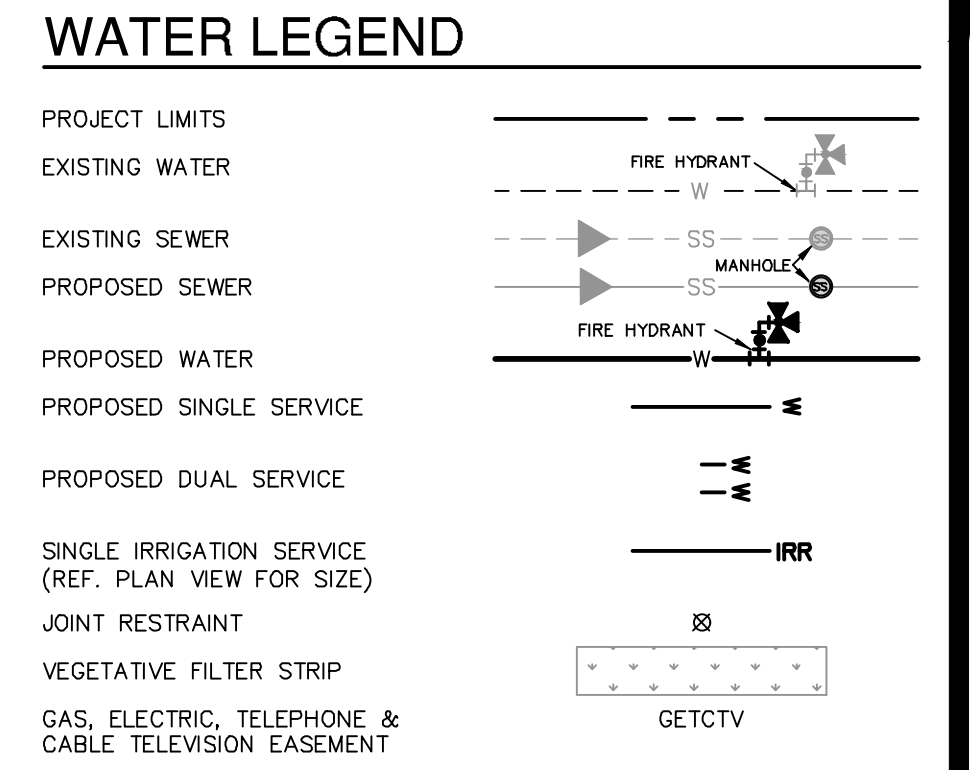 WATER LEGEND
PROJECT LIMITS
EXISTING WATER
FIRE HYDRANT
W
EXISTING SEWER
SS
SS
MANHOLE
PROPOSED SEWER
SS
SS
FIRE HYDRANT
PROPOSED WATER
W
PROPOSED SINGLE SERVICE
PROPOSED DUAL SERVICE
SINGLE IRRIGATION SERVICE
(REF. PLAN VIEW FOR SIZE)
IRR
JOINT RESTRAINT
VEGETATIVE FILTER STRIP
GAS, ELECTRIC, TELEPHONE &
CABLE TELEVISION EASEMENT
GETCTV